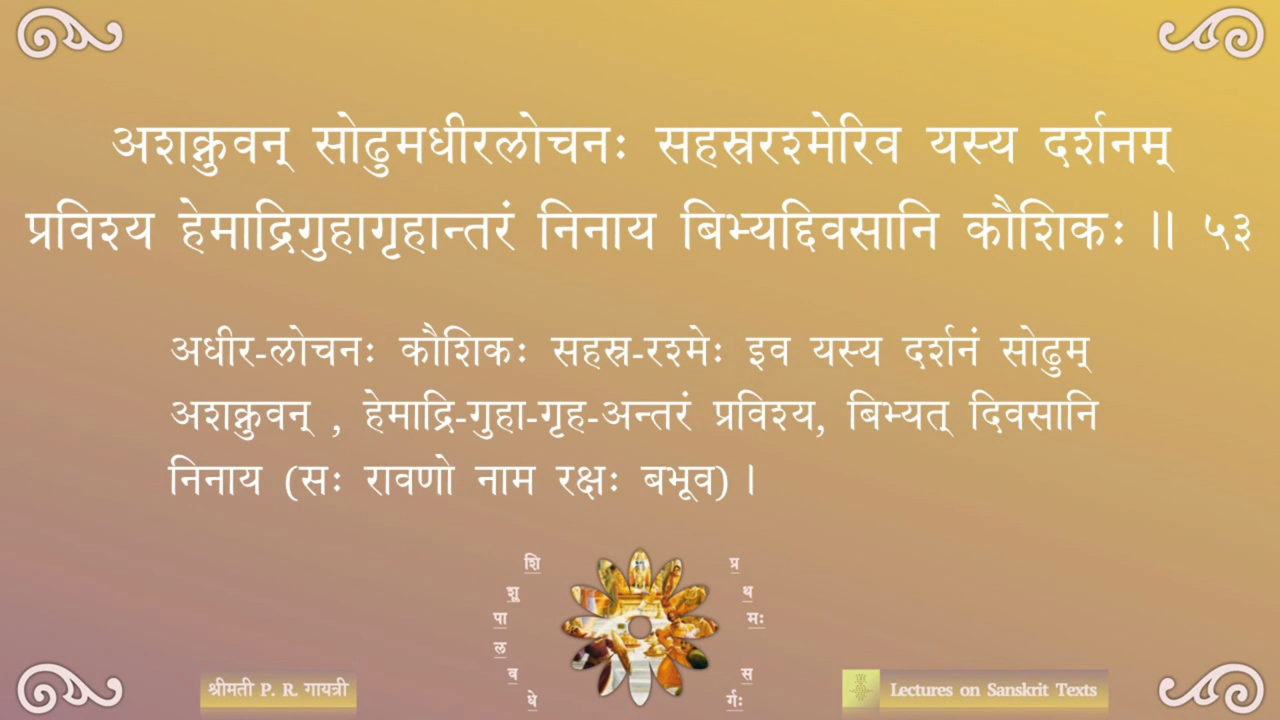 अशक्नुवन् सोढुमधीरलोचनः सहस्ररश्मेरिव यस्य दर्शनम्
प्रविश्य हेमाद्रिगुहागृहान्तरं निनाय बिभ्यद्दिवसानि कौशिकः ॥ ५३
अधीर-लोचनः कौशिकः सहस्र-रश्मेः इव यस्य दर्शनं सोढुम्
अशक्नुवन् , हेमाद्रि-गुहा-गृह-अन्तरं प्रविश्य, बिभ्यत् दिवसानि
निनाय (सः रावणो नाम रक्षः बभूव) ।
शि
शु
पा
ल
व
धे
प्र
थ
मः
स
र्गः
श्रीमती P. R. गायत्री
Lectures on Sanskrit Texts